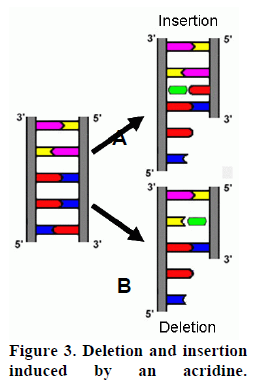 Insertion
3' 5'
A
3' 5'
3'
5'
3' 5'
5' 3'
B
3'
5'
Deletion
Figure 3. Deletion and insertion
induced by an acridine.